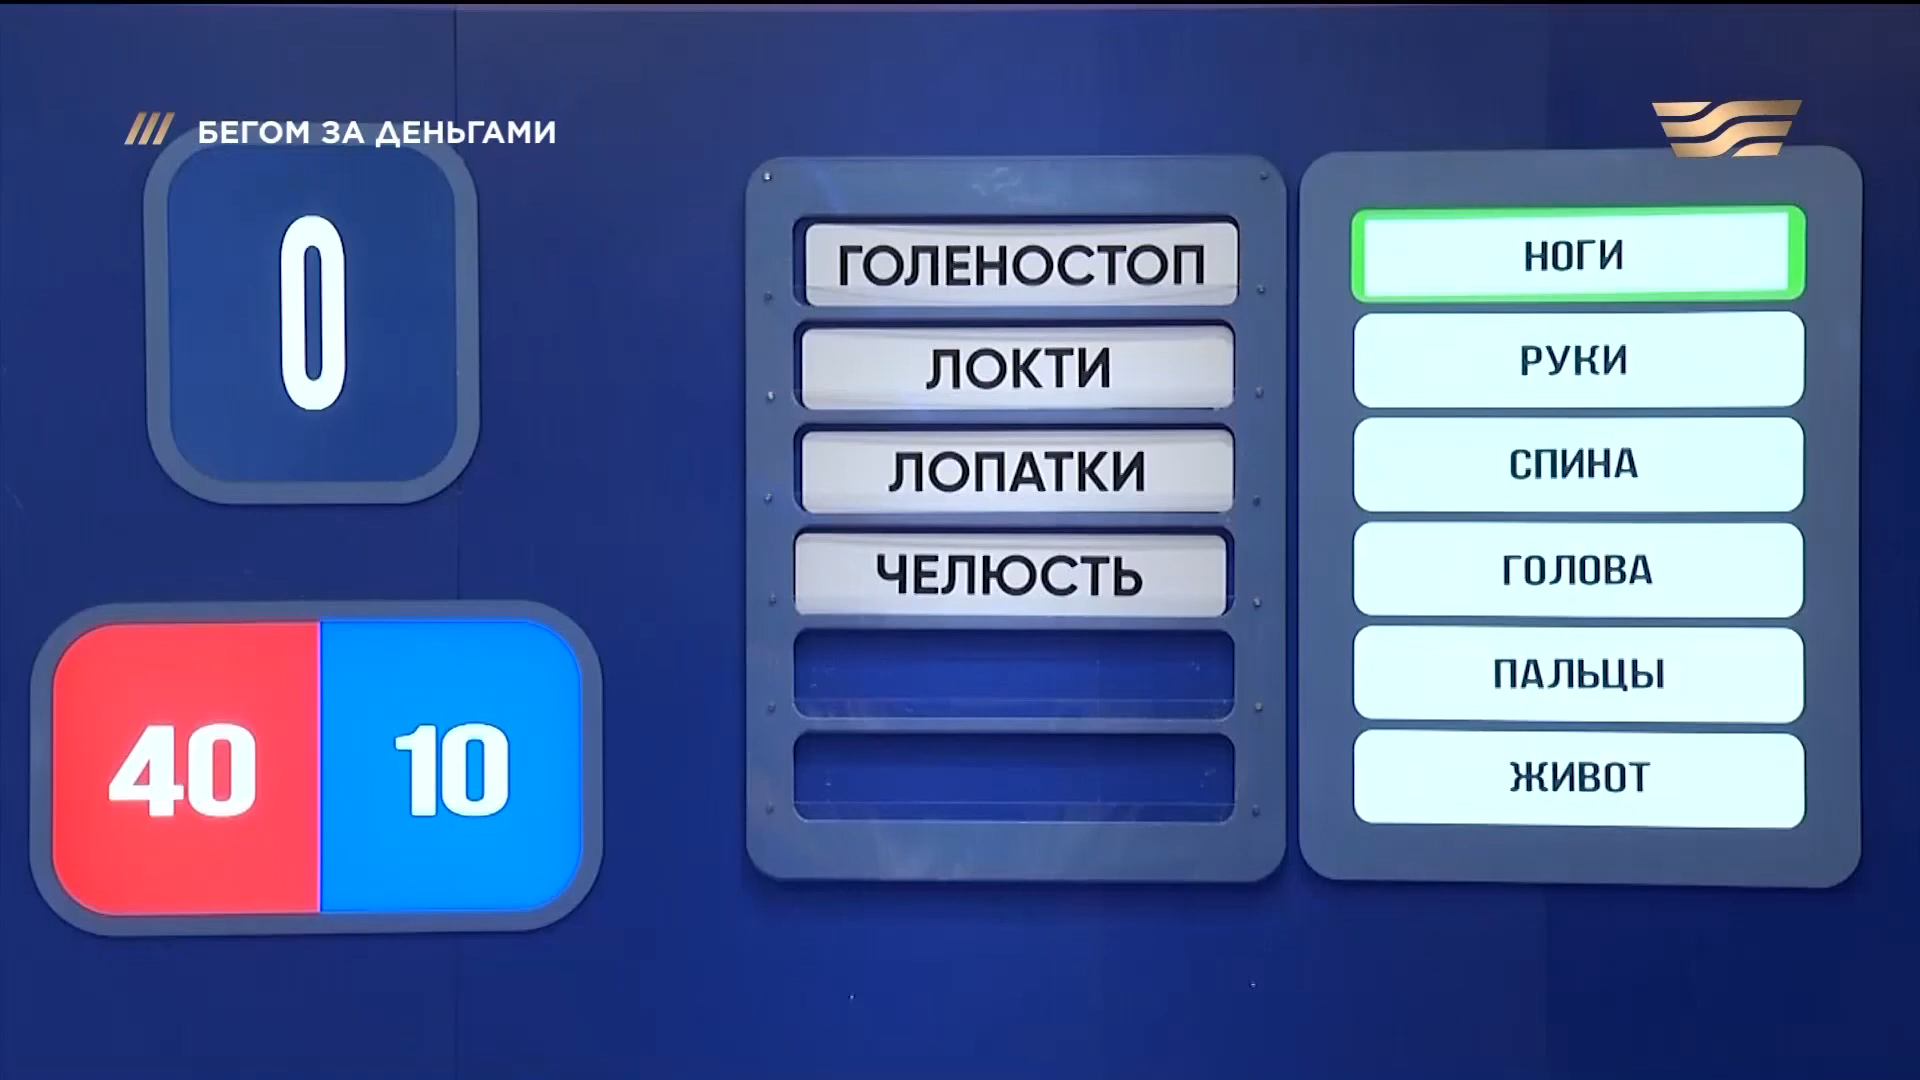 БЕГОМ ЗА ДЕНЬГАМИ
0
40
10
ГОЛЕНОСТОП
ЛОКТИ
ЛОПАТКИ
ЧЕЛЮСТЬ
НОГИ
РУКИ
СПИНА
ГОЛОВА
ПАЛЬЦЫ
ЖИВОТ